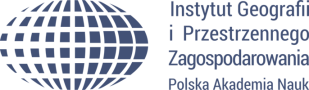 Instytut Geografii
i Przestrzennego
Zagospodarowania
Polska Akademia Nauk